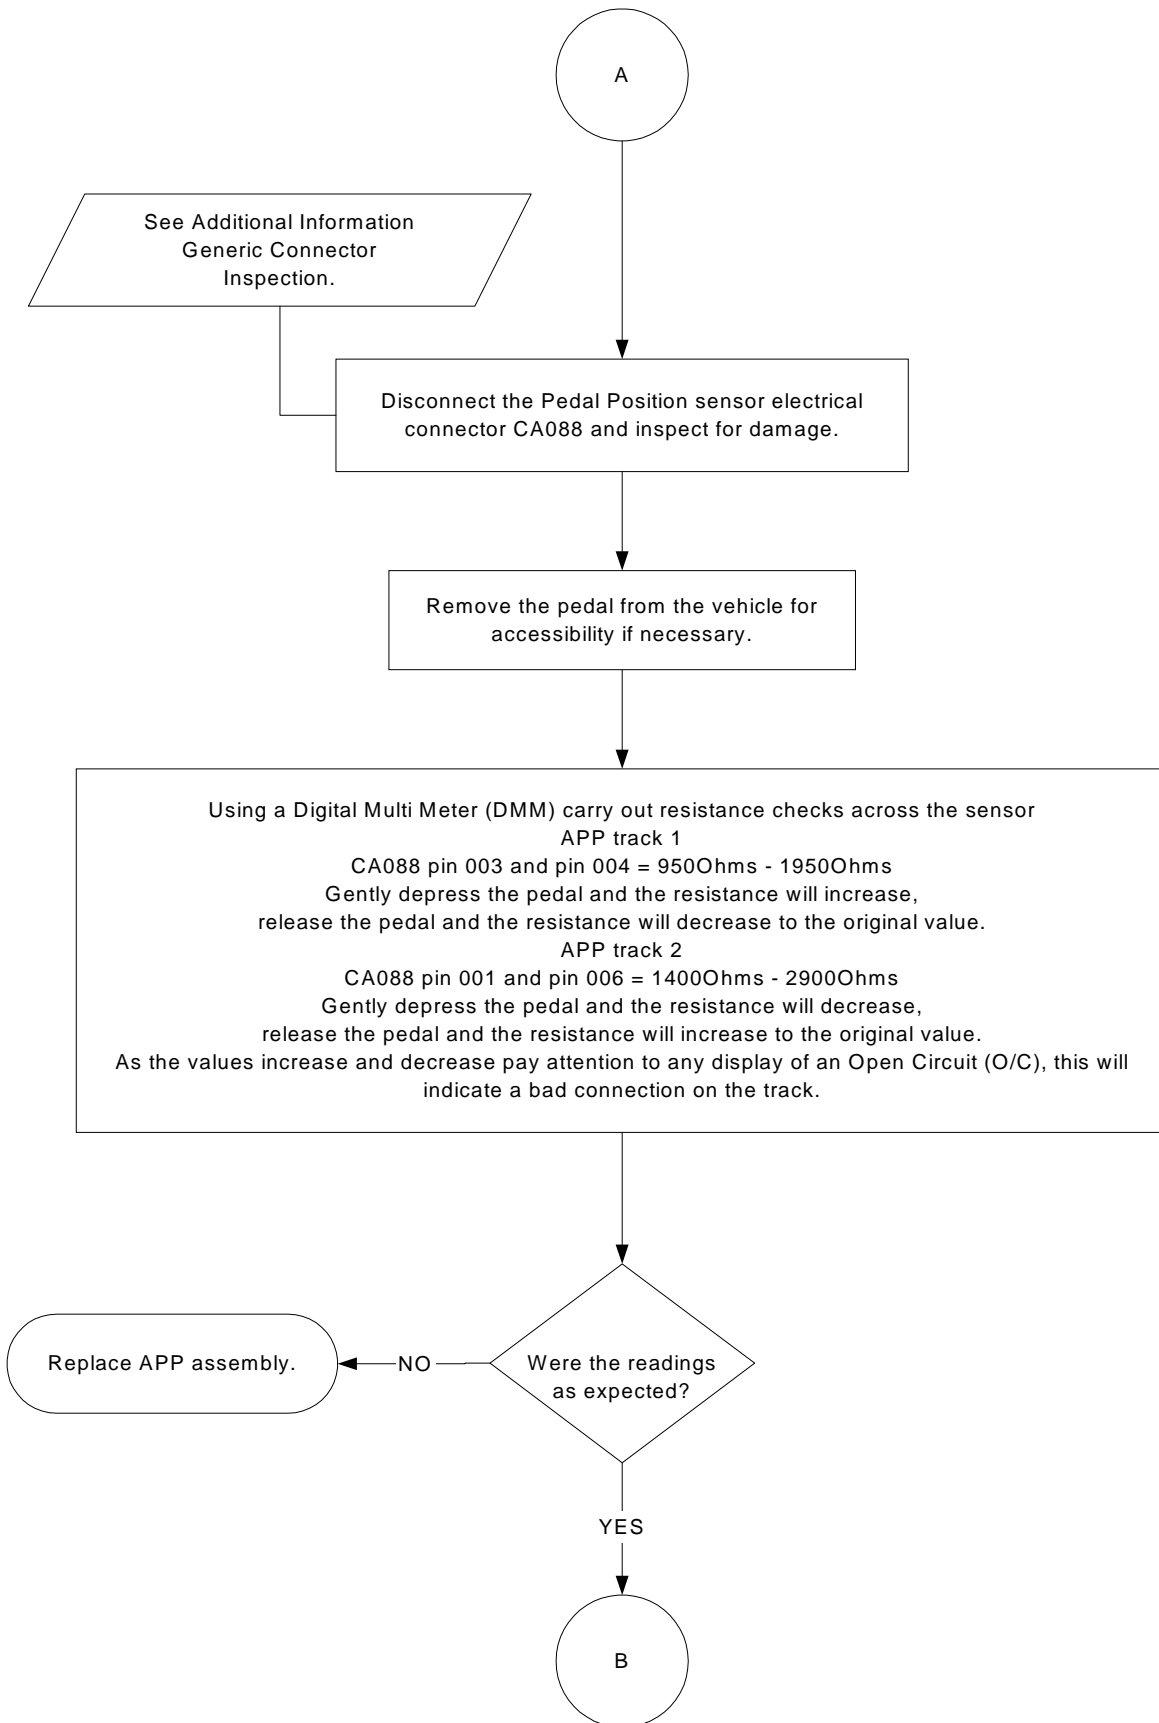 A
See Additional Information
Generic Connector
Inspection.
Disconnect the Pedal Position sensor electrical
connector CA088 and inspect for damage.
Remove the pedal from the vehicle for
accessibility if necessary.
Using a Digital Multi Meter (DMM) carry out resistance checks across the sensor
APP track 1
CA088 pin 003 and pin 004 = 950Ohms - 1950Ohms
Gently depress the pedal and the resistance will increase,
release the pedal and the resistance will decrease to the original value.
APP track 2
CA088 pin 001 and pin 006 = 1400Ohms - 2900Ohms
Gently depress the pedal and the resistance will decrease,
release the pedal and the resistance will increase to the original value.
As the values increase and decrease pay attention to any display of an Open Circuit (O/C), this will
indicate a bad connection on the track.
Were the readings
as expected?
NO
Replace APP assembly.
YES
B